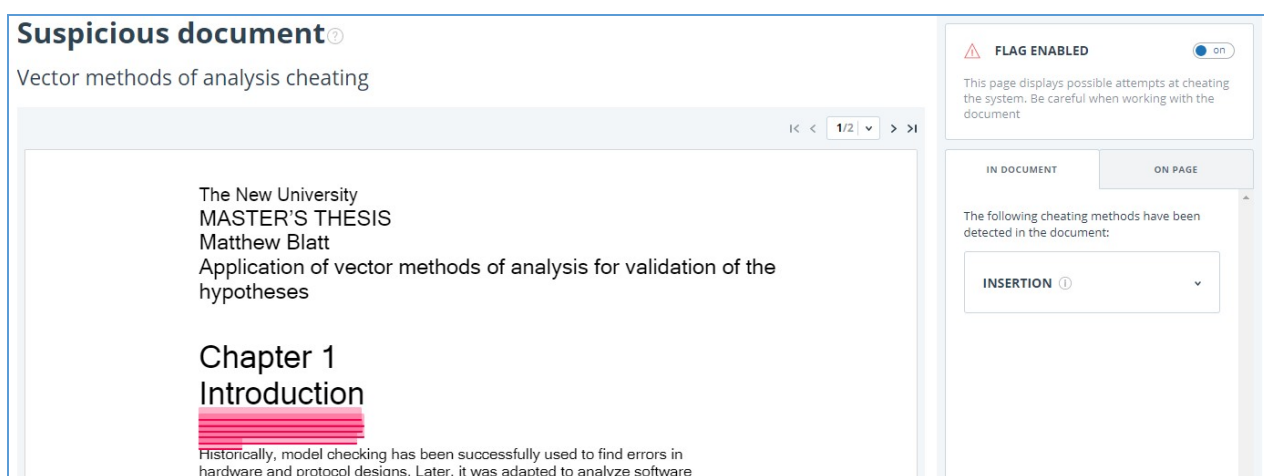 Suspicious document
Vector methods of analysis cheating
1/2
The New University
MASTER'S THESIS
Matthew Blatt
Application of vector methods of analysis for validation of the
hypotheses
Chapter 1
Introduction
Historically, model checking has been successfully used to find errors in
hardware and protocol designs. Later, it was adapted to analyze software
FLAG ENABLED
on
This page displays possible attempts at cheating
the system. Be careful when working with the
document
IN DOCUMENT
ON PAGE
The following cheating methods have been
detected in the document:
INSERTION